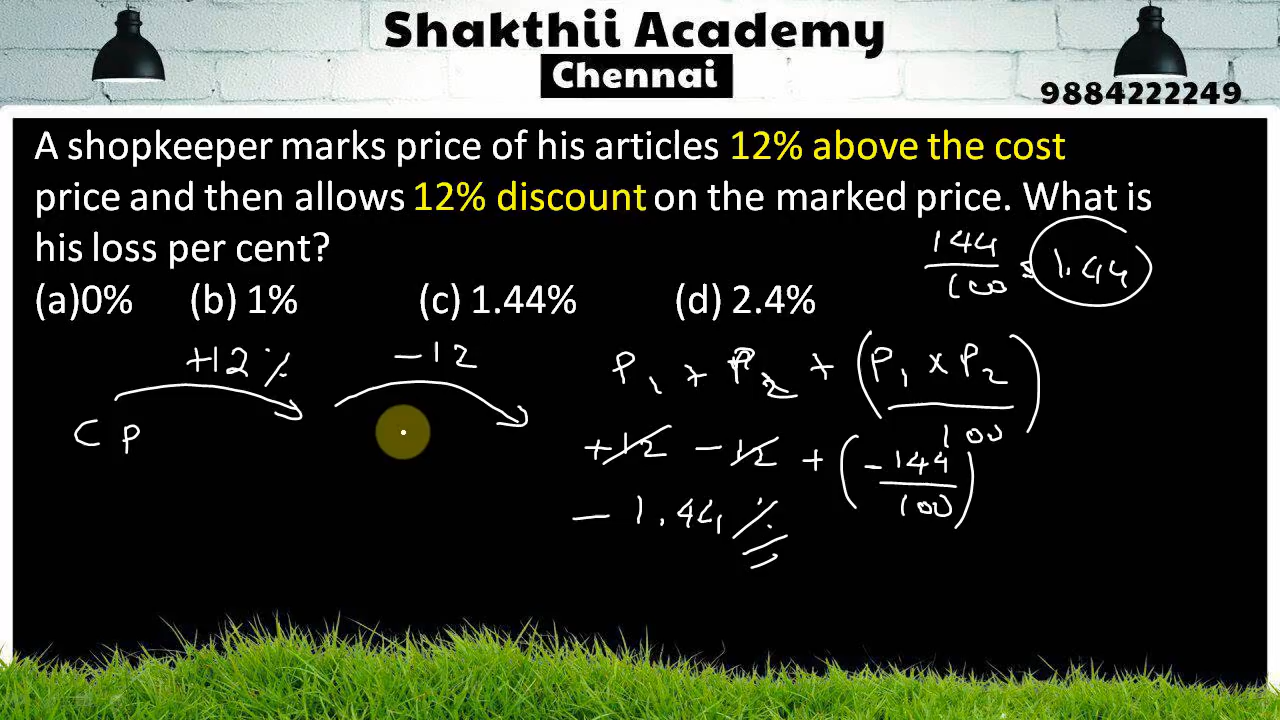 Shakthii Academy
Chennai
9884222249
A shopkeeper marks price of his articles 12% above the cost
price and then allows 12% discount on the marked price. What is
his loss per cent?
144/100 = 1.44
(a)0% (b) 1% (c) 1.44% (d) 2.4%
+12% -12
C P
P1 + P2 + (P1 x P2 / 100)
+12 - 12 + (-144/100)
- 1.44%